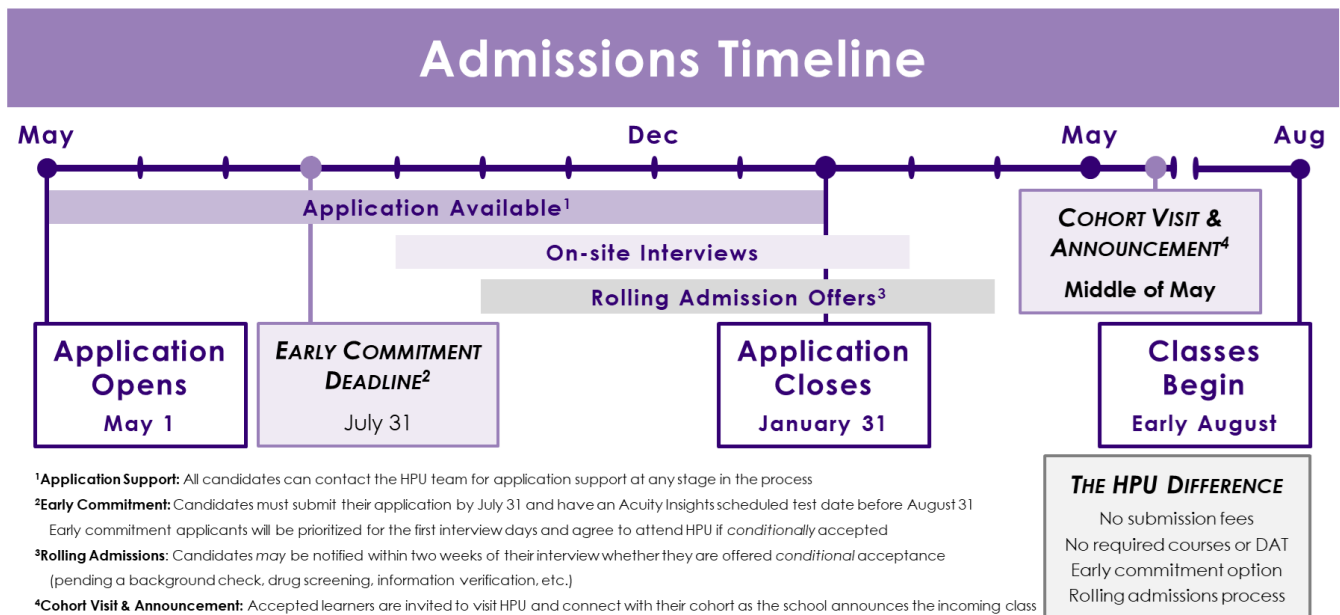 Admissions Timeline
May Dec May Aug
Application Available¹
On-site Interviews
Rolling Admission Offers³
COHORT VISIT &
ANNOUNCEMENT⁴
Middle of May
Application
Opens
May 1
EARLY COMMITMENT
DEADLINE²
July 31
Application
Closes
January 31
Classes
Begin
Early August
¹Application Support: All candidates can contact the HPU team for application support at any stage in the process
²Early Commitment: Candidates must submit their application by July 31 and have an Acuity Insights scheduled test date before August 31
Early commitment applicants will be prioritized for the first interview days and agree to attend HPU if conditionally accepted
³Rolling Admissions: Candidates may be notified within two weeks of their interview whether they are offered conditional acceptance
(pending a background check, drug screening, information verification, etc.)
⁴Cohort Visit & Announcement: Accepted learners are invited to visit HPU and connect with their cohort as the school announces the incoming class
THE HPU DIFFERENCE
No submission fees
No required courses or DAT
Early commitment option
Rolling admissions process